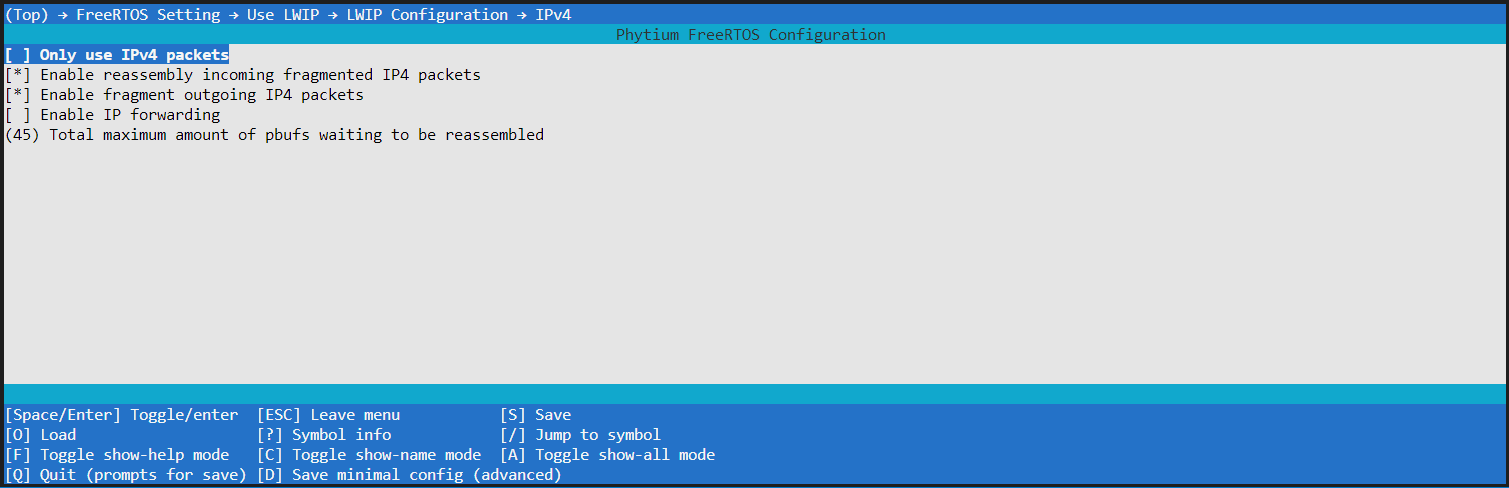 (Top) → FreeRTOS Setting → Use LWIP → LWIP Configuration → IPv4
Phytium FreeRTOS Configuration
[ ] Only use IPv4 packets
[*] Enable reassembly incoming fragmented IP4 packets
[*] Enable fragment outgoing IP4 packets
[ ] Enable IP forwarding
(45) Total maximum amount of pbufs waiting to be reassembled
[Space/Enter] Toggle/enter  [ESC] Leave menu           [S] Save
[O] Load                    [?] Symbol info            [/] Jump to symbol
[F] Toggle show-help mode   [C] Toggle show-name mode  [A] Toggle show-all mode
[Q] Quit (prompts for save) [D] Save minimal config (advanced)